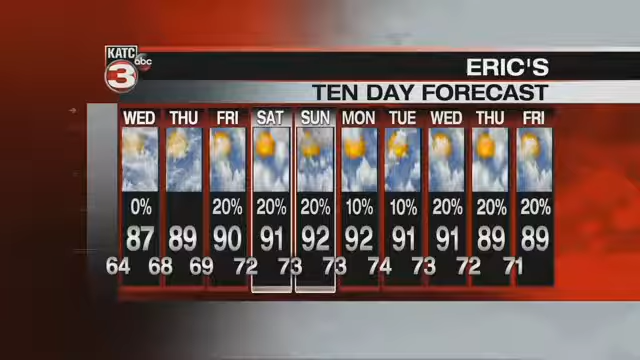 KATC
abc
3
ERIC'S
TEN DAY FORECAST
WED THU FRI SAT SUN MON TUE WED THU FRI
0% 20% 20% 20% 10% 10% 20% 20% 20%
87 89 90 91 92 92 91 91 89 89
64 68 69 72 73 73 74 73 72 71